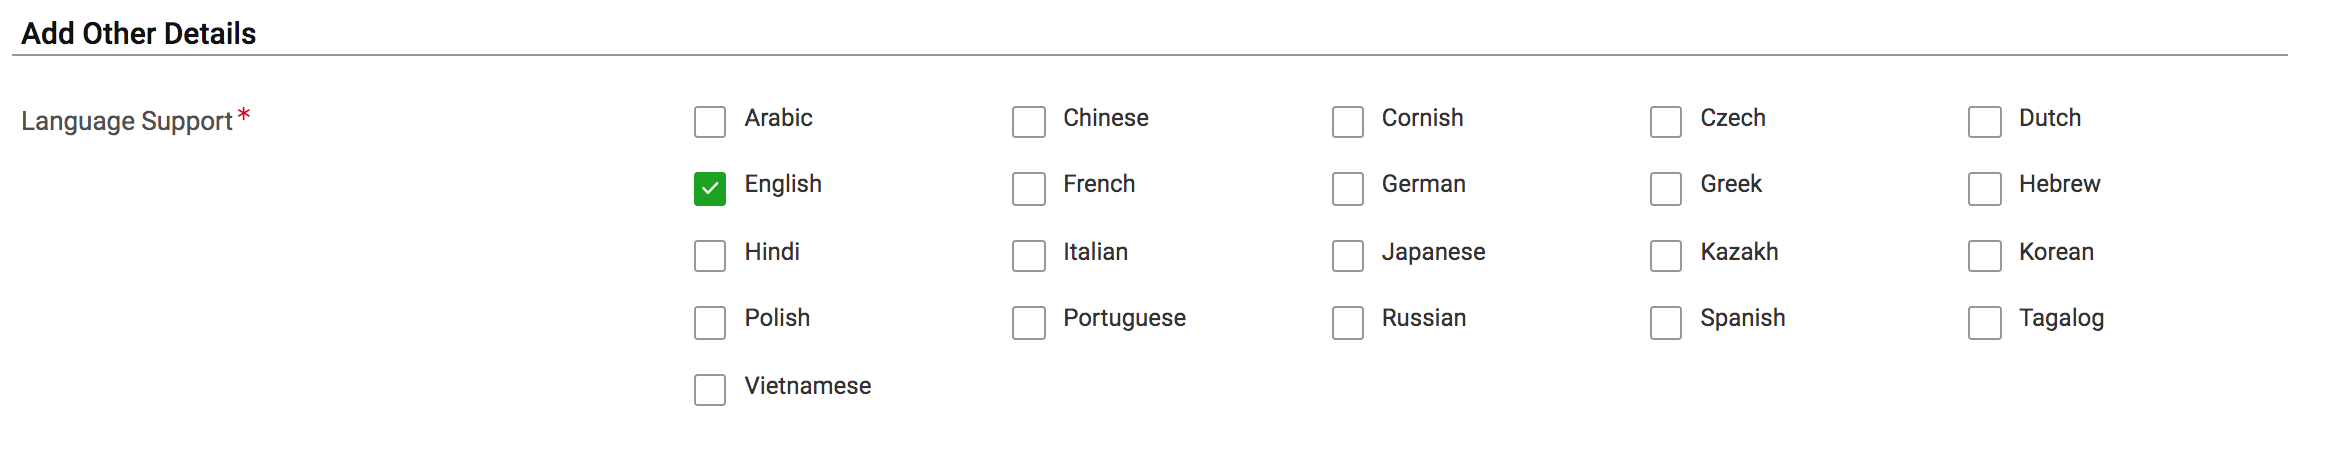 Add Other Details
Language Support*
Arabic Chinese Cornish Czech Dutch
English French German Greek Hebrew
Hindi Italian Japanese Kazakh Korean
Polish Portuguese Russian Spanish Tagalog
Vietnamese